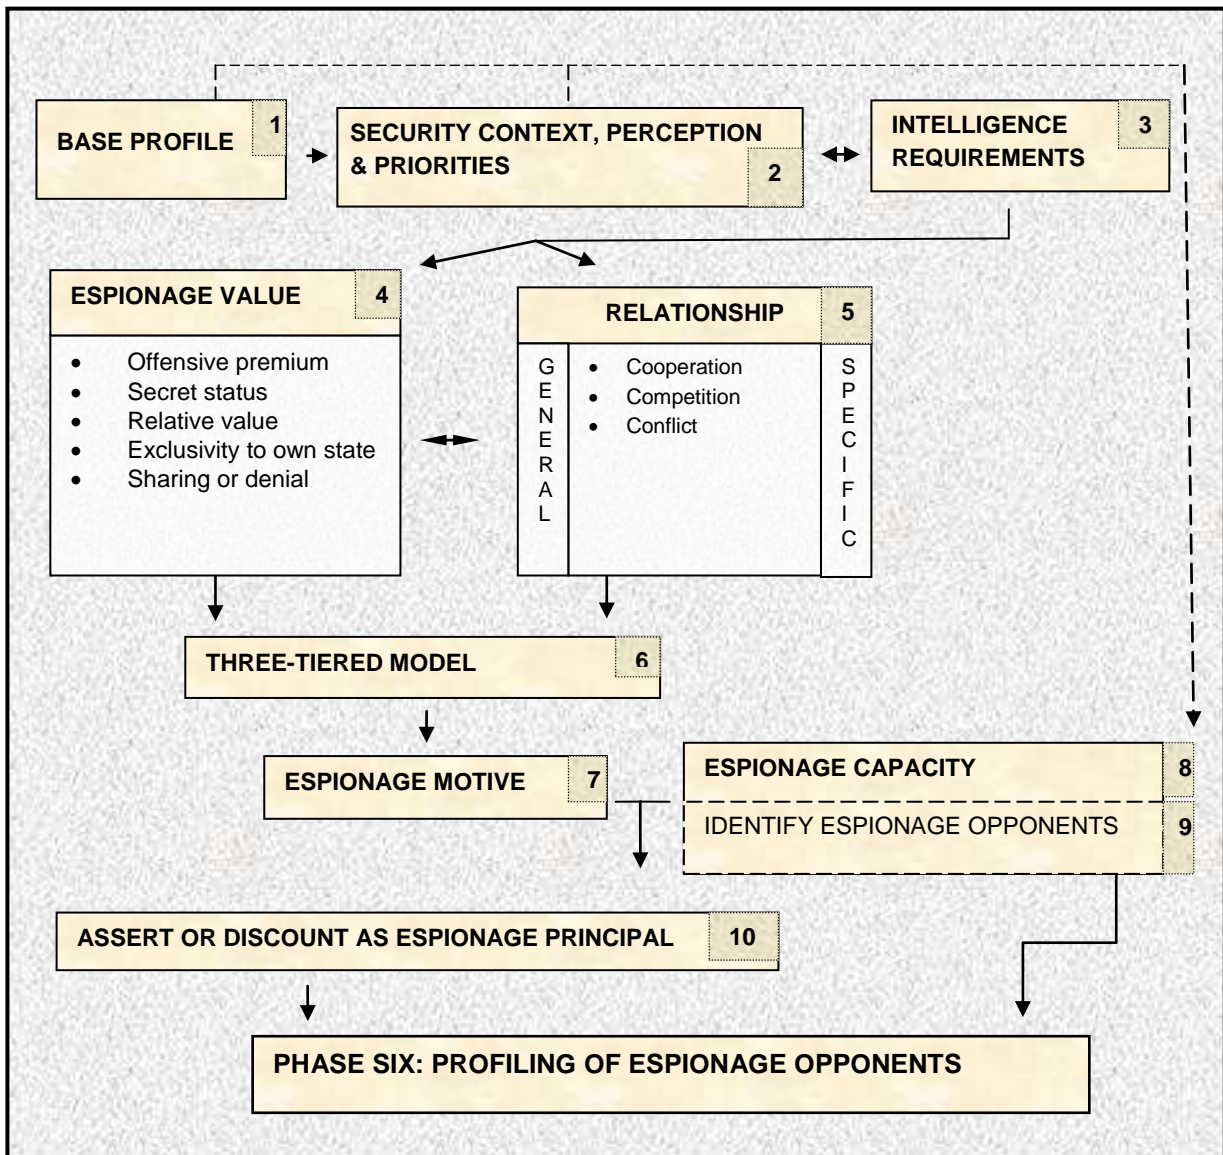 BASE PROFILE
1
SECURITY CONTEXT, PERCEPTION
& PRIORITIES
2
INTELLIGENCE
REQUIREMENTS
3
ESPIONAGE VALUE
4
• Offensive premium
• Secret status
• Relative value
• Exclusivity to own state
• Sharing or denial
RELATIONSHIP
5
G
E
N
E
R
A
L
• Cooperation
• Competition
• Conflict
S
P
E
C
I
F
I
C
THREE-TIERED MODEL
6
ESPIONAGE MOTIVE
7
ESPIONAGE CAPACITY
8
IDENTIFY ESPIONAGE OPPONENTS
9
ASSERT OR DISCOUNT AS ESPIONAGE PRINCIPAL
10
PHASE SIX: PROFILING OF ESPIONAGE OPPONENTS